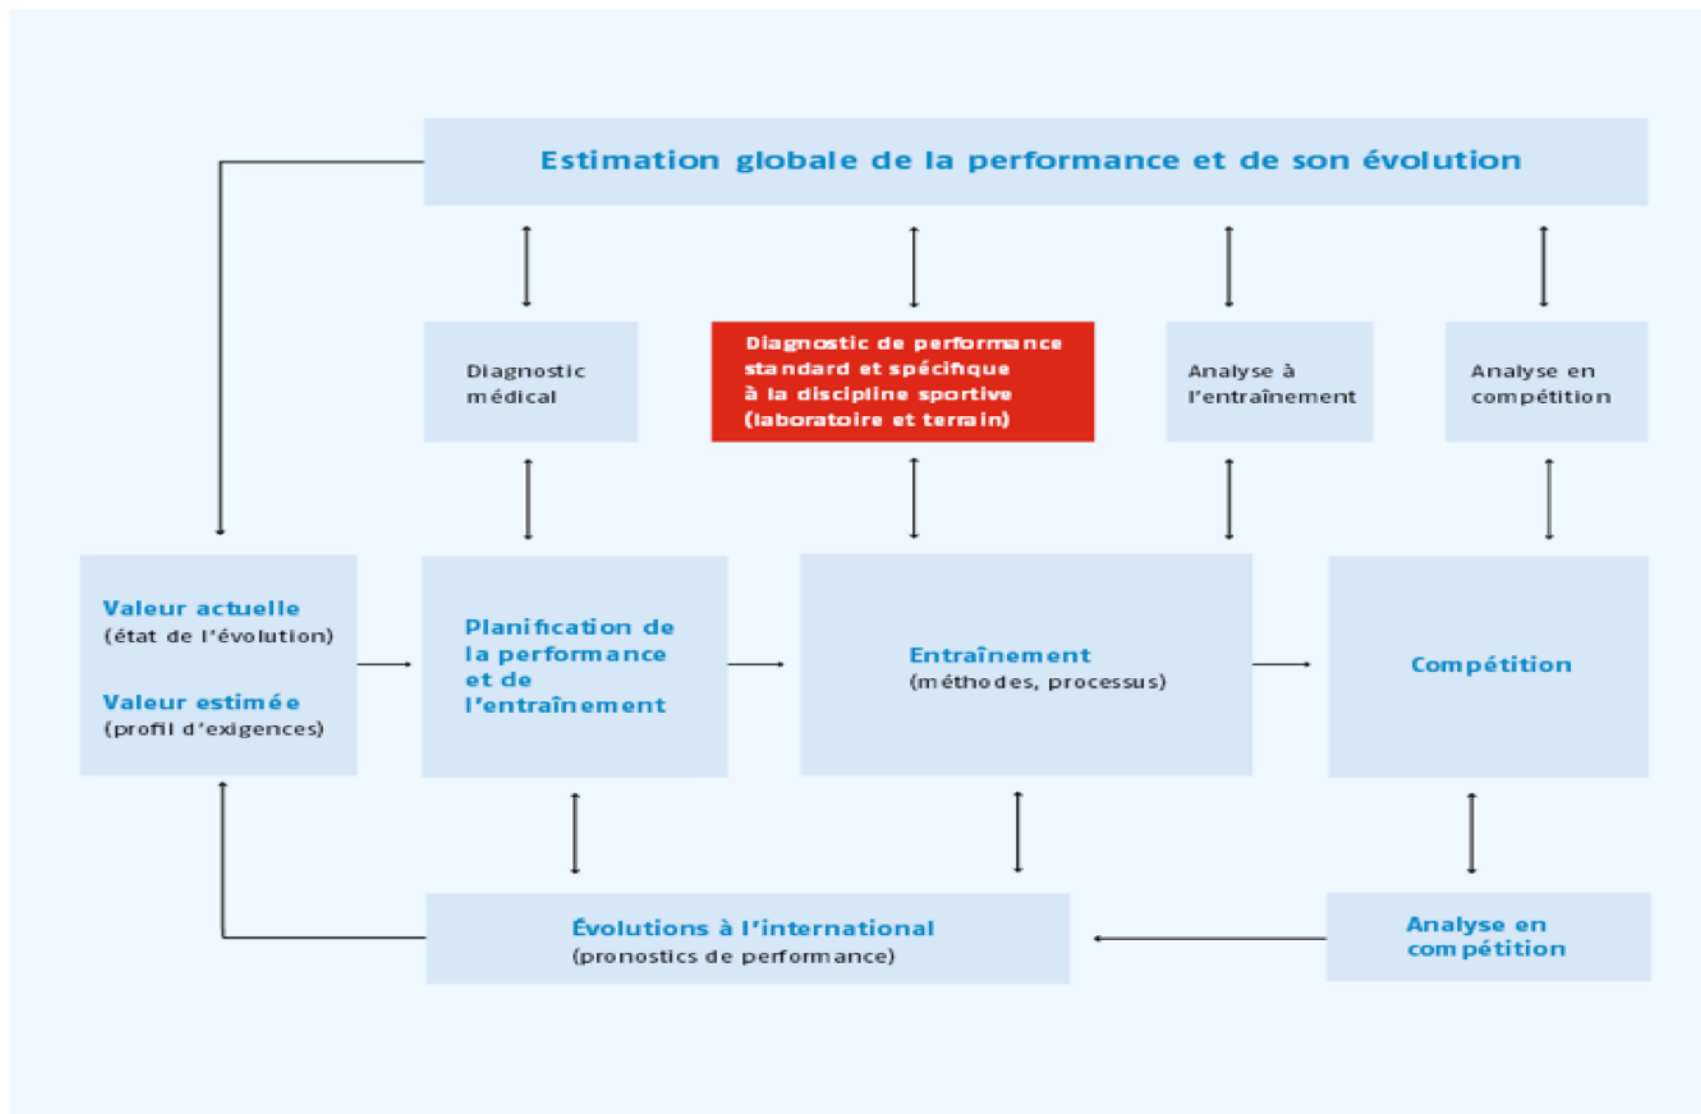 Estimation globale de la performance et de son évolution
Diagnostic
médical
Diagnostic de performance
standard et spécifique
à la discipline sportive
(laboratoire et terrain)
Analyse à
l'entraînement
Analyse en
compétition
Valeur actuelle
(état de l'évolution)
Valeur estimée
(profil d'exigences)
Planification de
la performance
et de
l'entraînement
Entraînement
(méthodes, processus)
Compétition
Évolutions à l'international
(pronostics de performance)
Analyse en
compétition